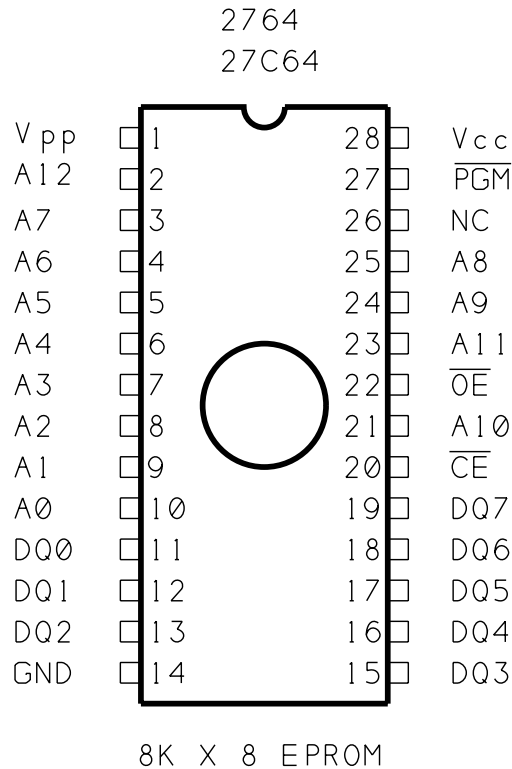 2764
27C64
Vpp 1 28 Vcc
A12 2 27 PGM
A7 3 26 NC
A6 4 25 A8
A5 5 24 A9
A4 6 23 A11
A3 7 22 OE
A2 8 21 A10
A1 9 20 CE
A0 10 19 DQ7
DQ0 11 18 DQ6
DQ1 12 17 DQ5
DQ2 13 16 DQ4
GND 14 15 DQ3
8K X 8 EPROM